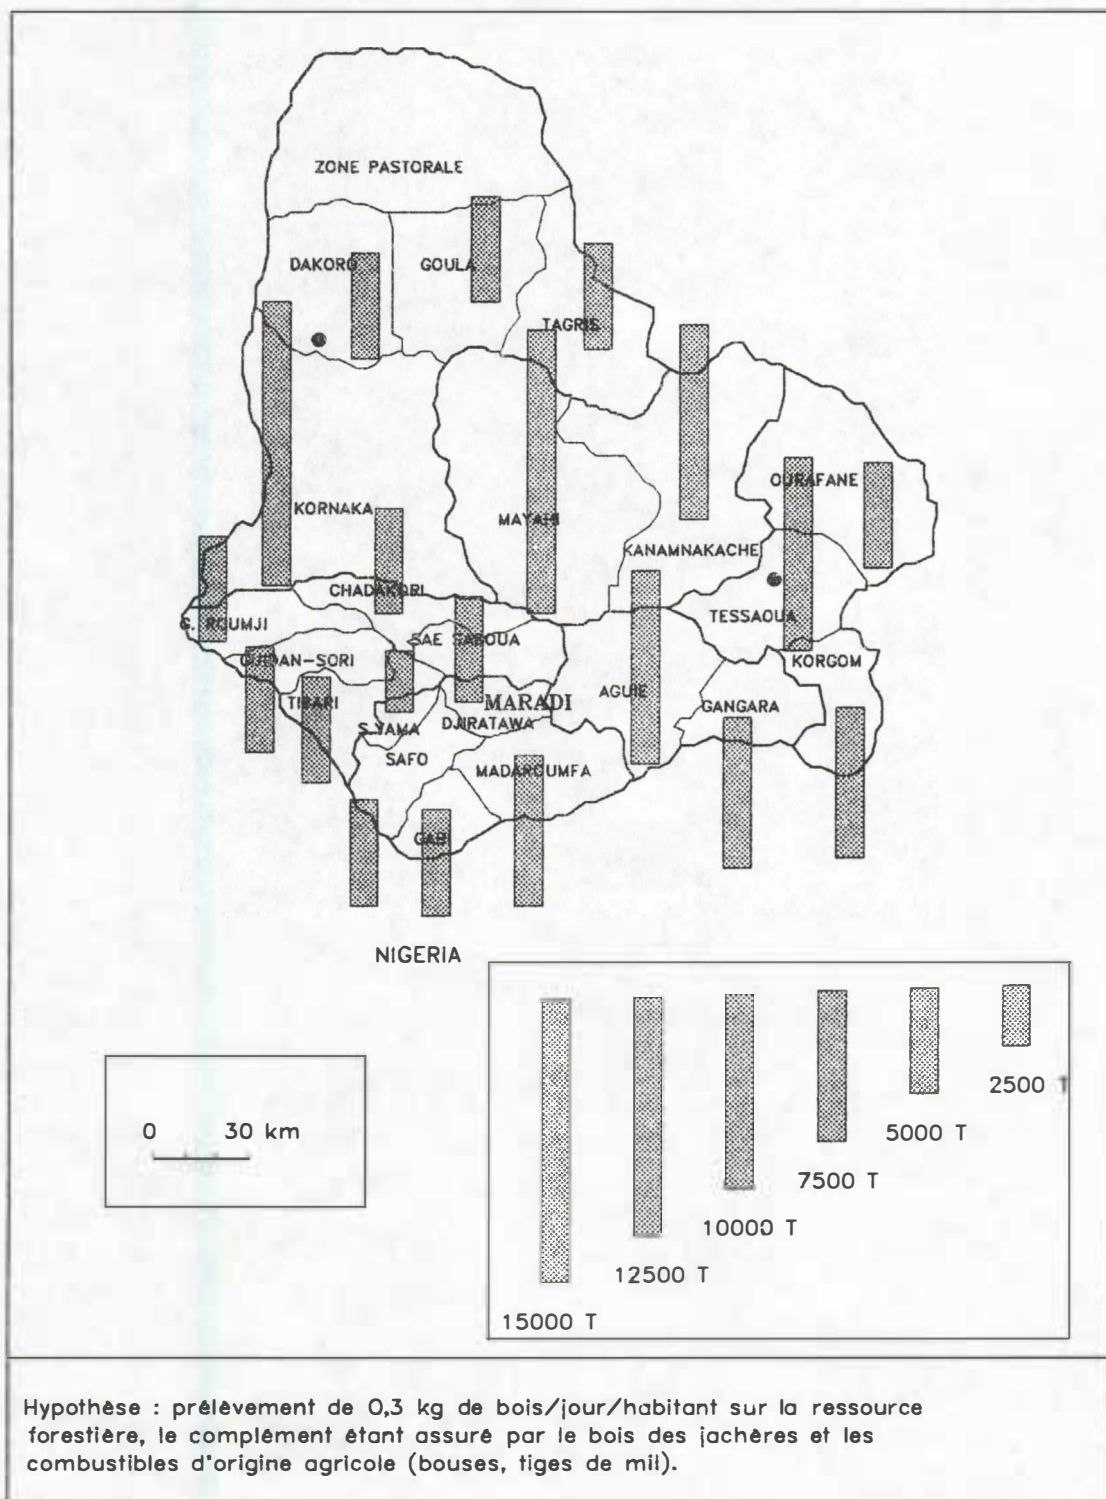 ZONE PASTORALE
DAKORO
GOULA
TAGRIS
KORNAKA
MAYAHI
OURAFANE
KANAMNAKACHE
CHADAKORI
TESSAOUA
G. ROUMJI
SAE SABOUA
GUIDAN-SORI
KORGOM
AGUIE
TIBARI
MARADI
GANGARA
S.YAMA
DJIRATAWA
SAFO
MADAROUMFA
GABI
NIGERIA
0 30 km
2500 T
5000 T
7500 T
10000 T
12500 T
15000 T
Hypothèse : prélèvement de 0,3 kg de bois/jour/habitant sur la ressource
forestière, le complément étant assuré par le bois des jachères et les
combustibles d'origine agricole (bouses, tiges de mil).